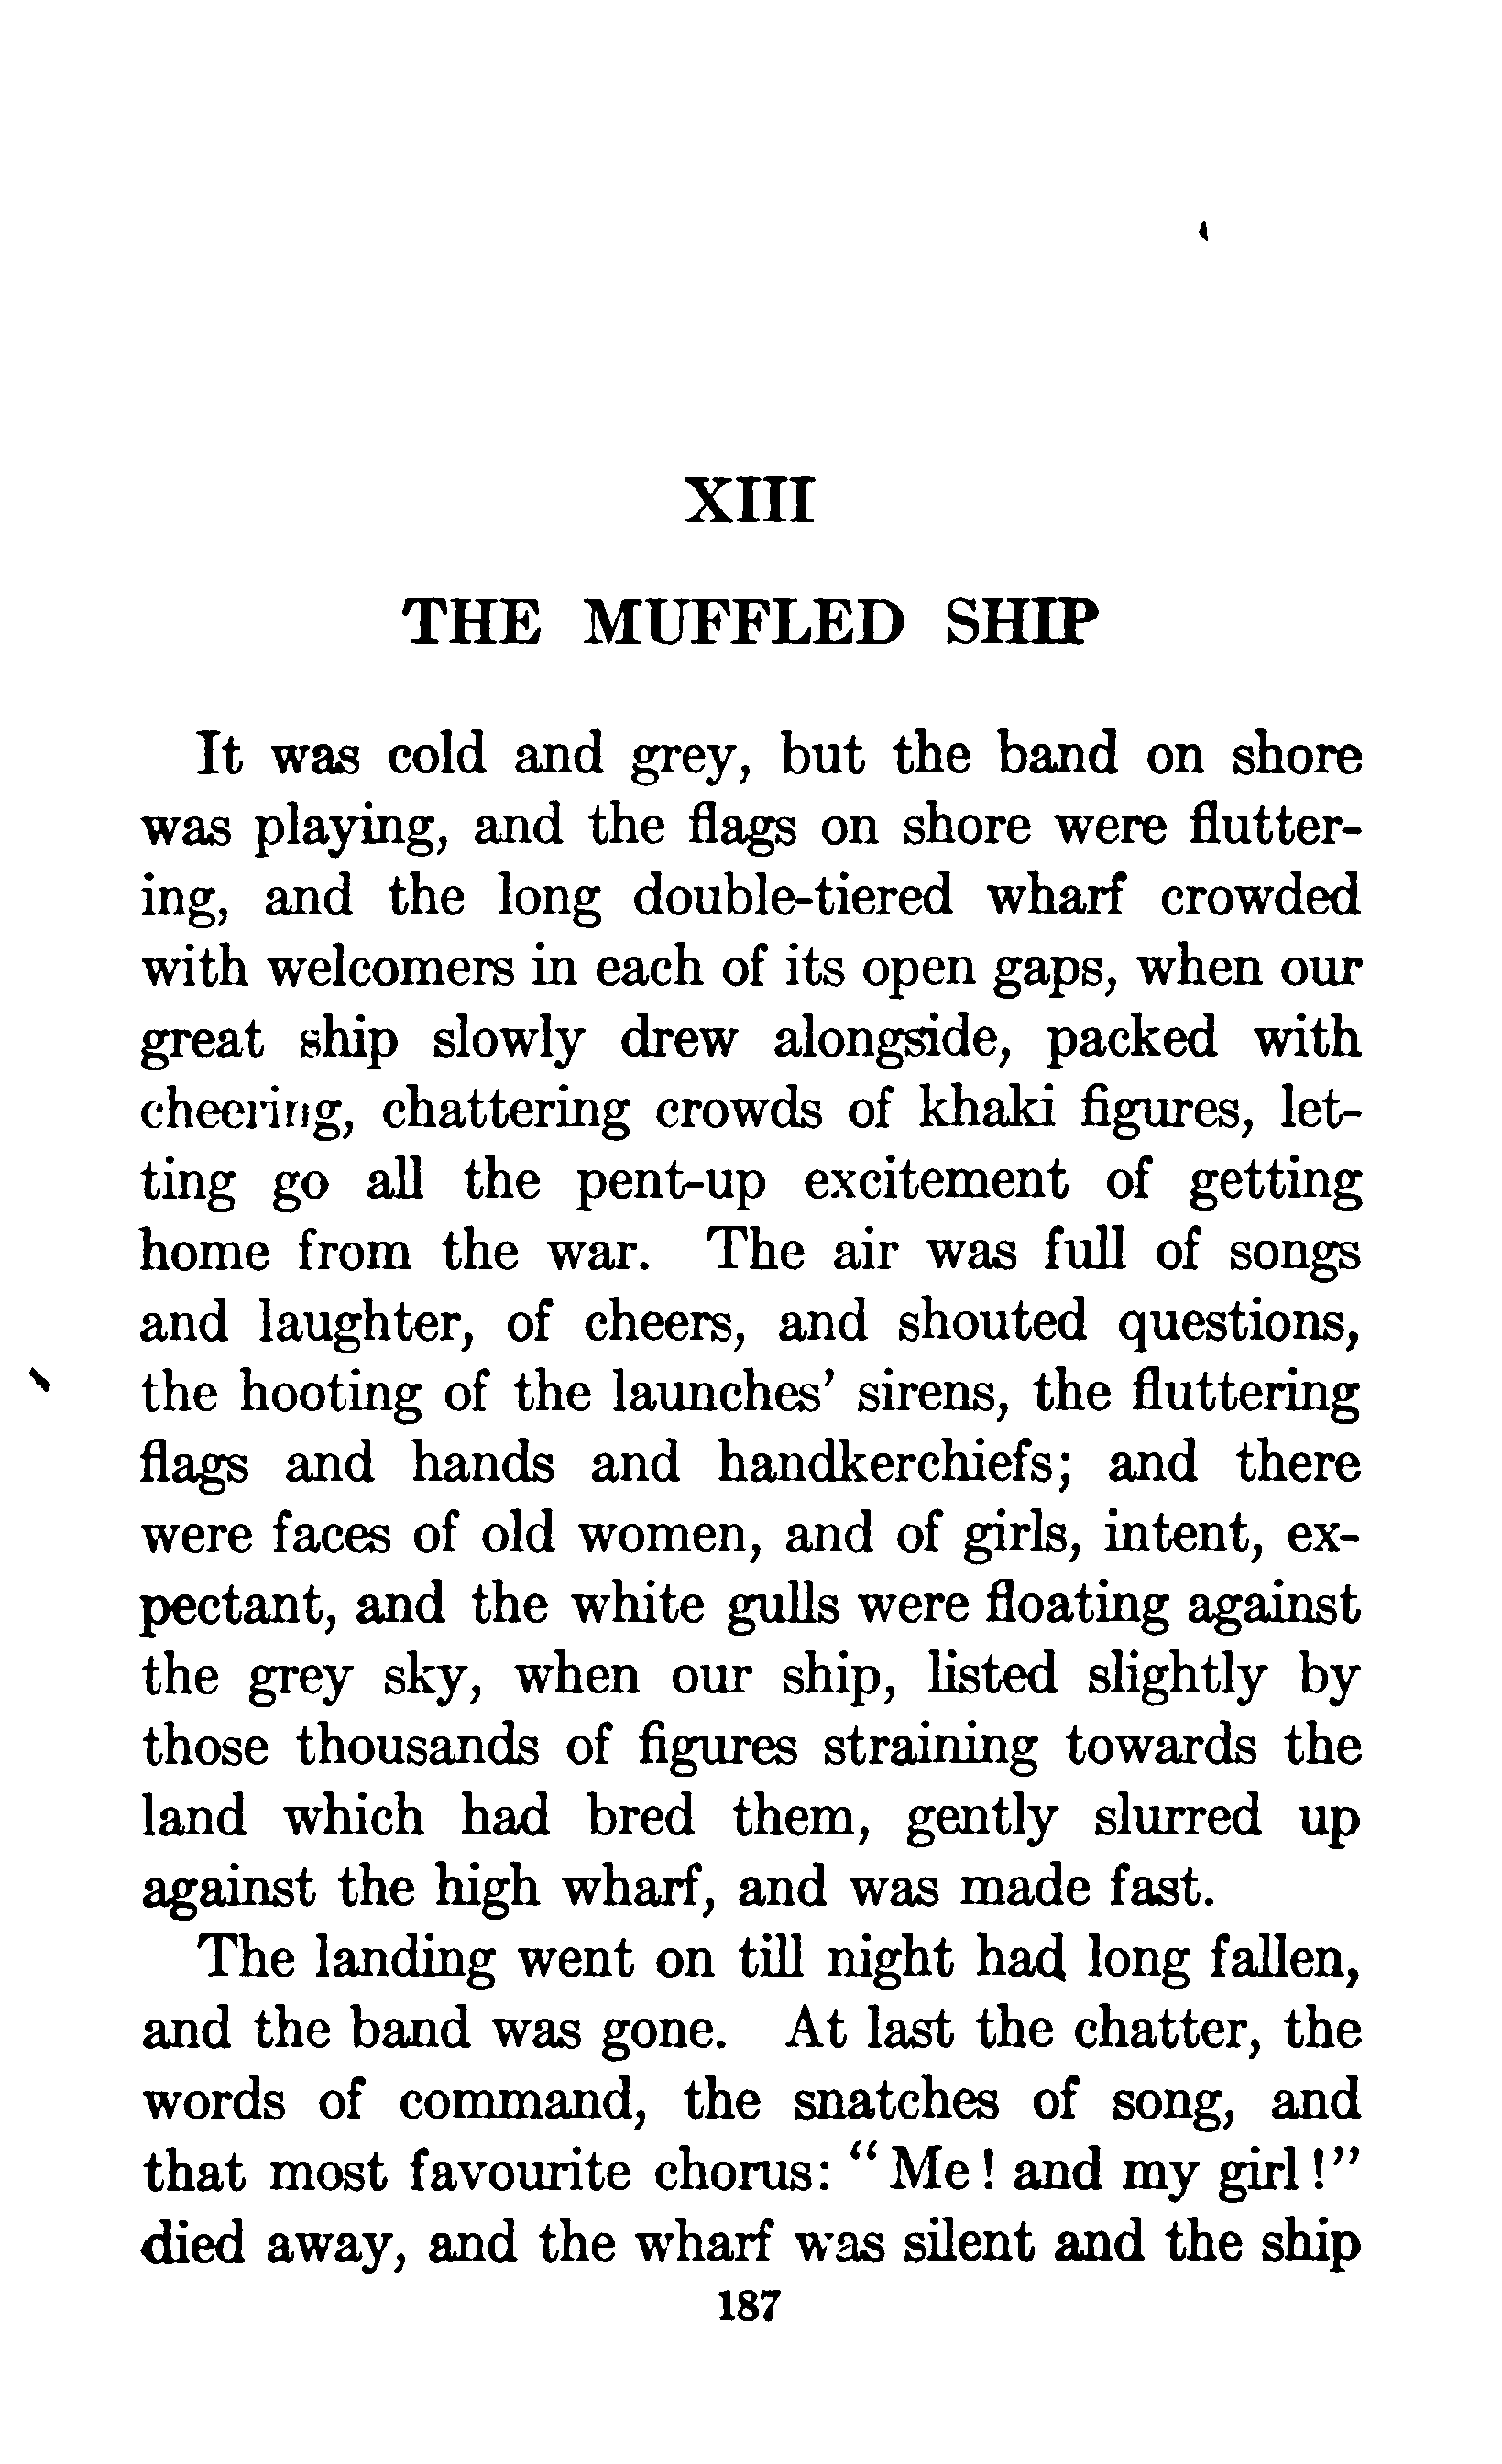 XIII
THE MUFFLED SHIP
It was cold and grey, but the band on shore
was playing, and the flags on shore were flutter-
ing, and the long double-tiered wharf crowded
with welcomers in each of its open gaps, when our
great ship slowly drew alongside, packed with
cheering, chattering crowds of khaki figures, let-
ting go all the pent-up excitement of getting
home from the war. The air was full of songs
and laughter, of cheers, and shouted questions,
the hooting of the launches' sirens, the fluttering
flags and hands and handkerchiefs; and there
were faces of old women, and of girls, intent, ex-
pectant, and the white gulls were floating against
the grey sky, when our ship, listed slightly by
those thousands of figures straining towards the
land which had bred them, gently slurred up
against the high wharf, and was made fast.
The landing went on till night had long fallen,
and the band was gone. At last the chatter, the
words of command, the snatches of song, and
that most favourite chorus: "Me! and my girl!"
died away, and the wharf was silent and the ship
187